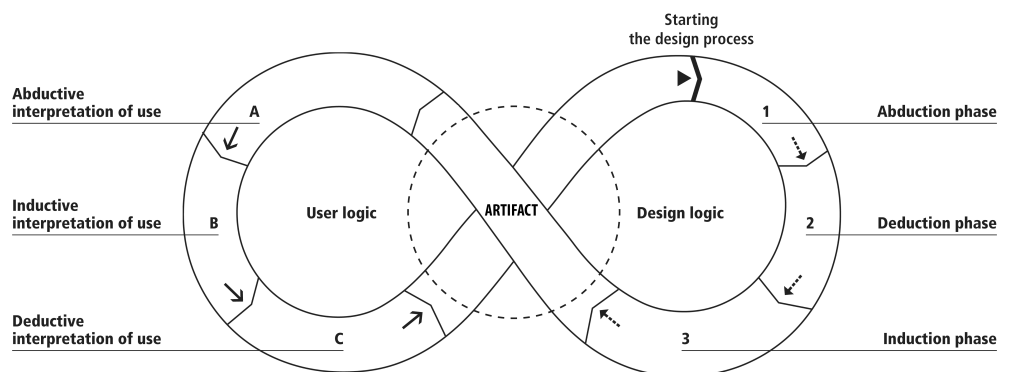 Starting
the design process
Abductive
interpretation of use
A
1
Abduction phase
Inductive
interpretation of use
B
User logic
ARTIFACT
Design logic
2
Deduction phase
Deductive
interpretation of use
C
3
Induction phase